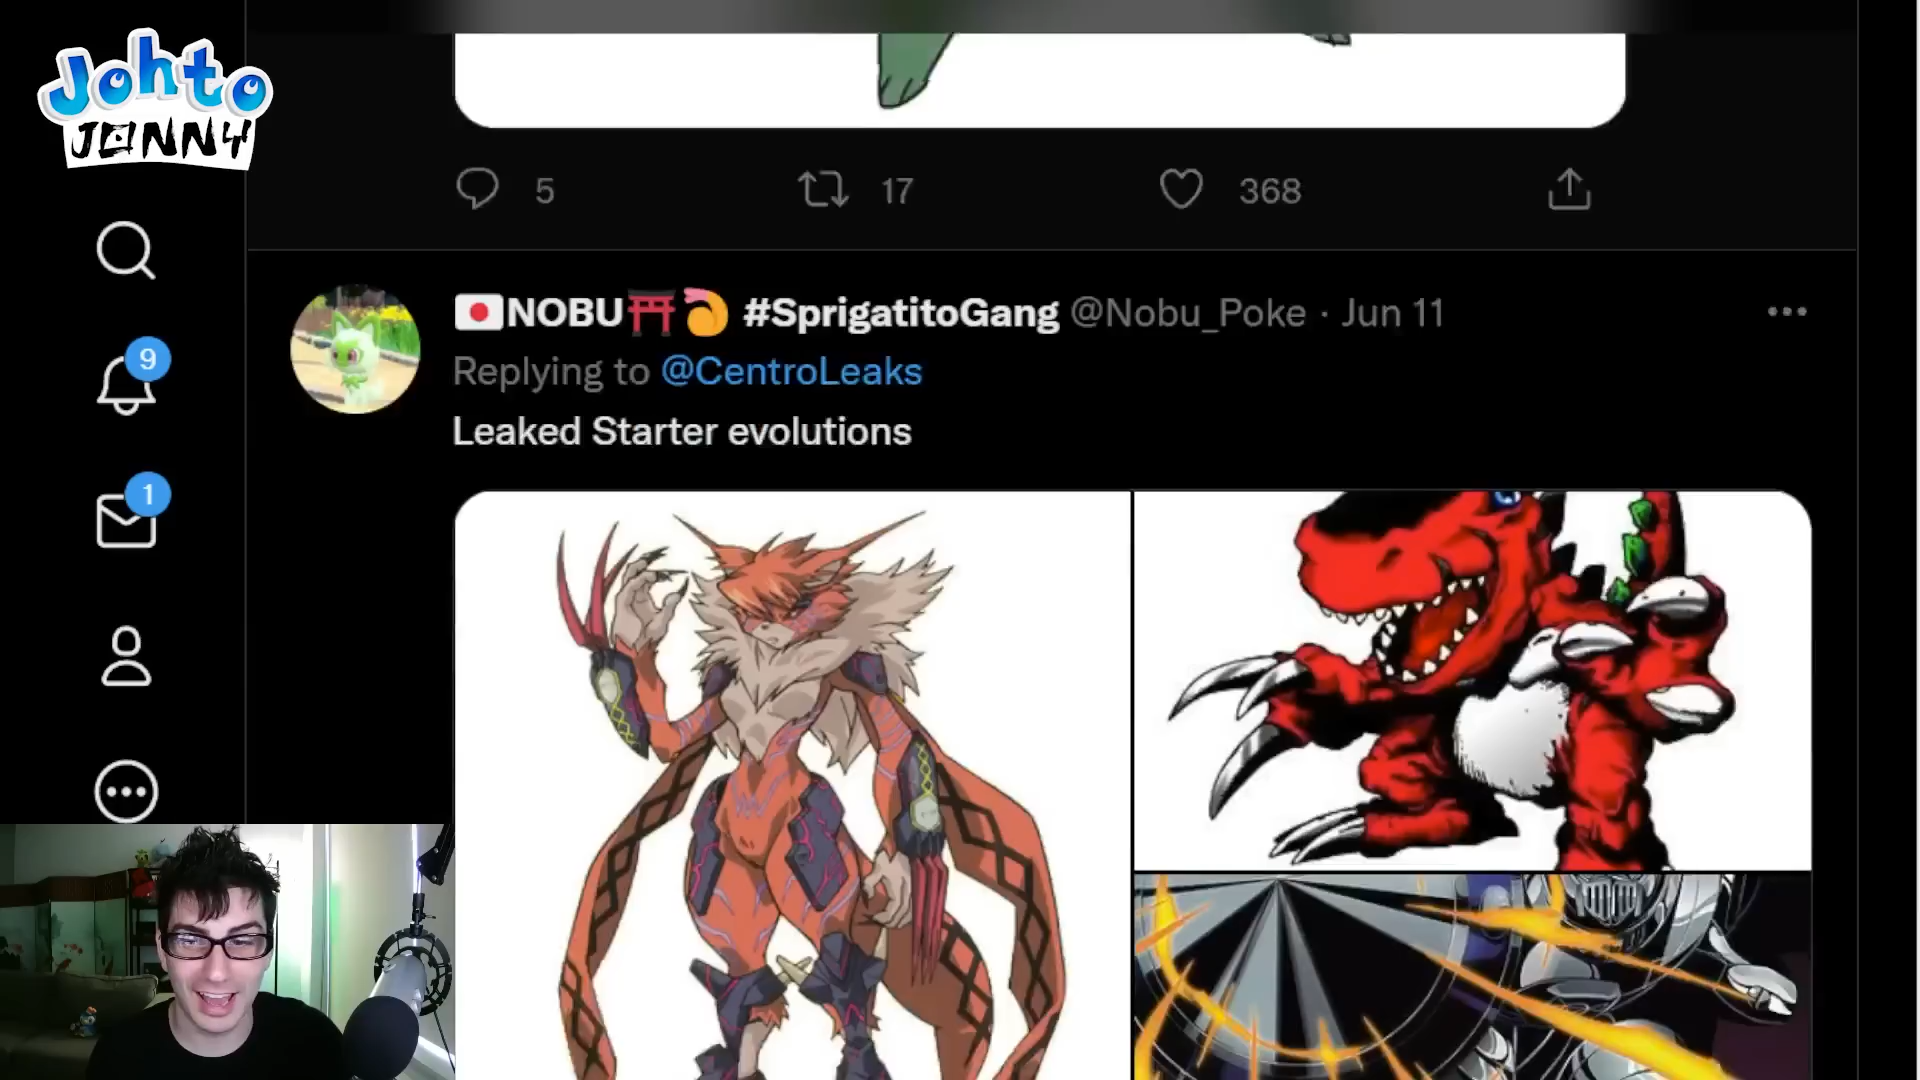 Johto
JONNY
5
17
368
🇯🇵NOBU⛩️🍤 #SprigatitoGang @Nobu_Poke · Jun 11
Replying to @CentroLeaks
Leaked Starter evolutions
9
1